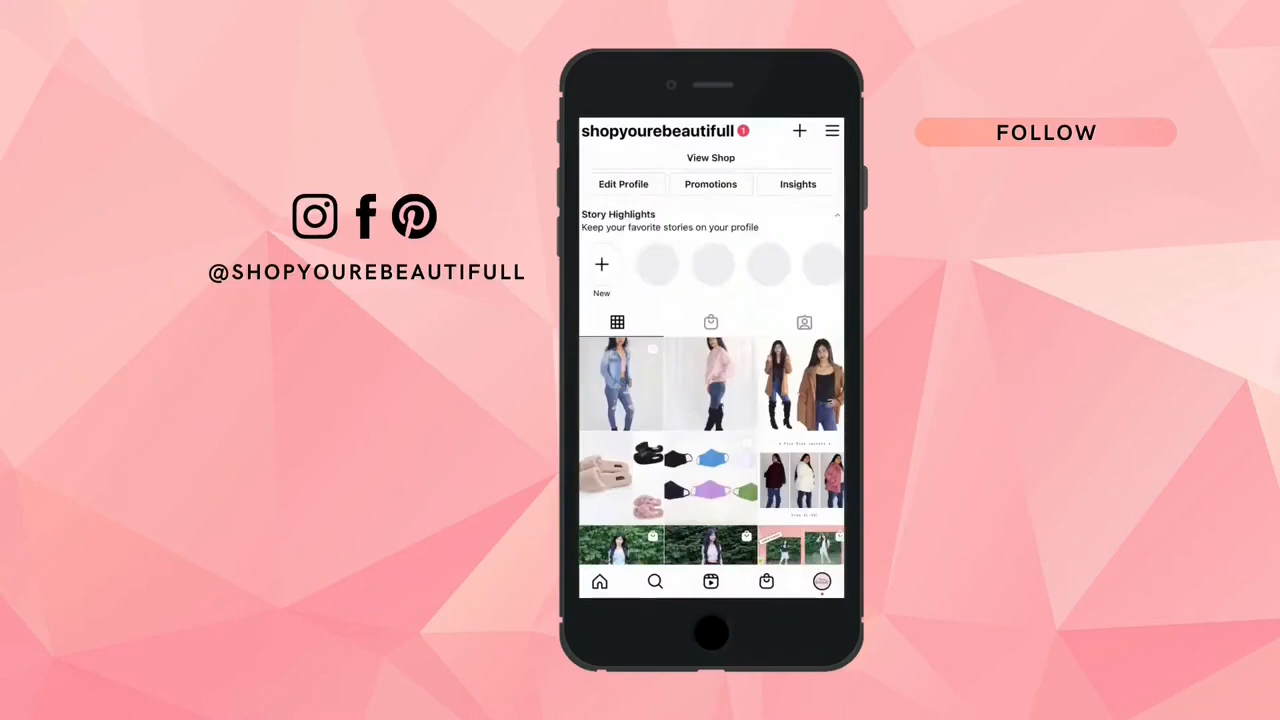 @SHOPYOUREBEAUTIFULL
shopyourebeautifull 1
View Shop
Edit Profile Promotions Insights
Story Highlights
Keep your favorite stories on your profile
New
FOLLOW